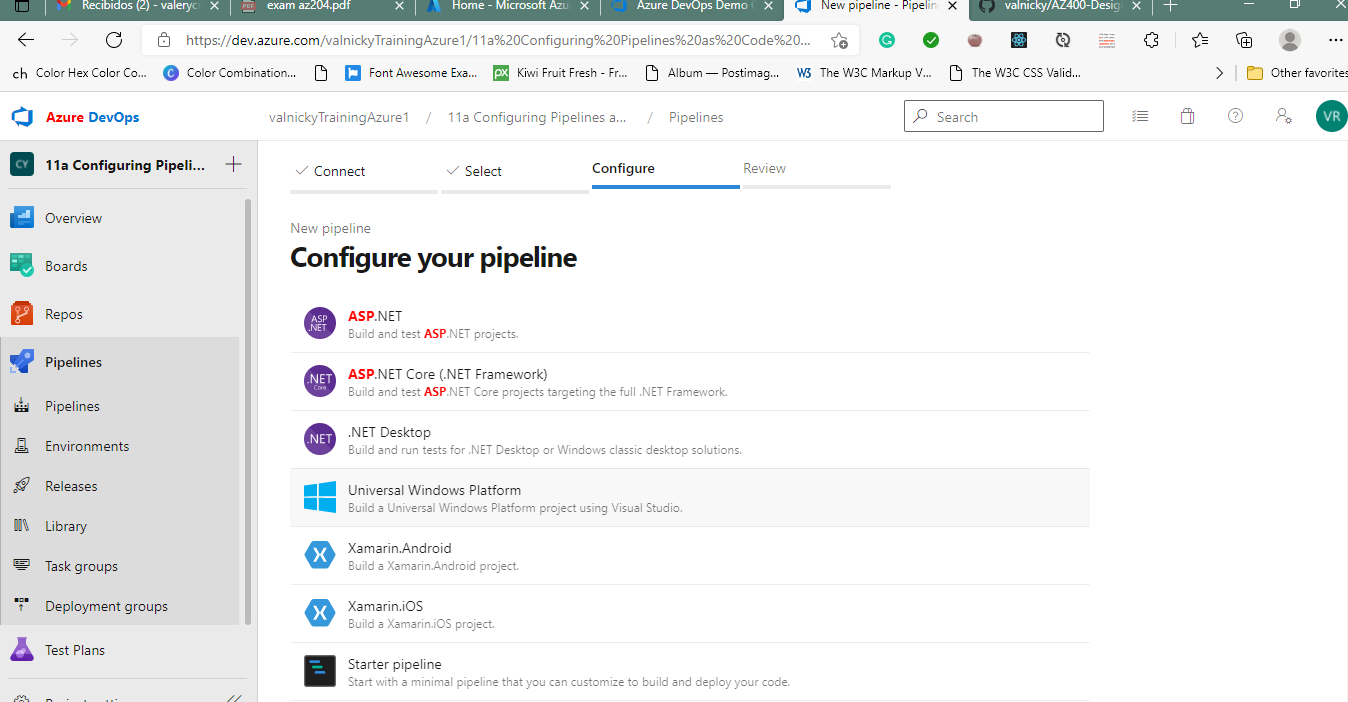 Recibidos (2) - valeryc
exam az204.pdf
Home - Microsoft Azu
Azure DevOps Demo G
New pipeline - Pipelin
valnicky/AZ400-Design
https://dev.azure.com/valnickyTrainingAzure1/11a%20Configuring%20Pipelines%20as%20Code%20...
ch Color Hex Color Co...
Color Combination...
Font Awesome Exa...
Kiwi Fruit Fresh - Fr...
Album — Postimag...
The W3C Markup V...
The W3C CSS Valid...
Other favorites
Azure DevOps
valnickyTrainingAzure1 / 11a Configuring Pipelines a... / Pipelines
Search
VR
CY 11a Configuring Pipeli...
Overview
Boards
Repos
Pipelines
Pipelines
Environments
Releases
Library
Task groups
Deployment groups
Test Plans
Connect
Select
Configure
Review
New pipeline
Configure your pipeline
ASP .NET
ASP.NET
Build and test ASP.NET projects.
.NET Core
ASP.NET Core (.NET Framework)
Build and test ASP.NET Core projects targeting the full .NET Framework.
.NET
.NET Desktop
Build and run tests for .NET Desktop or Windows classic desktop solutions.
Universal Windows Platform
Build a Universal Windows Platform project using Visual Studio.
Xamarin.Android
Build a Xamarin.Android project.
Xamarin.iOS
Build a Xamarin.iOS project.
Starter pipeline
Start with a minimal pipeline that you can customize to build and deploy your code.